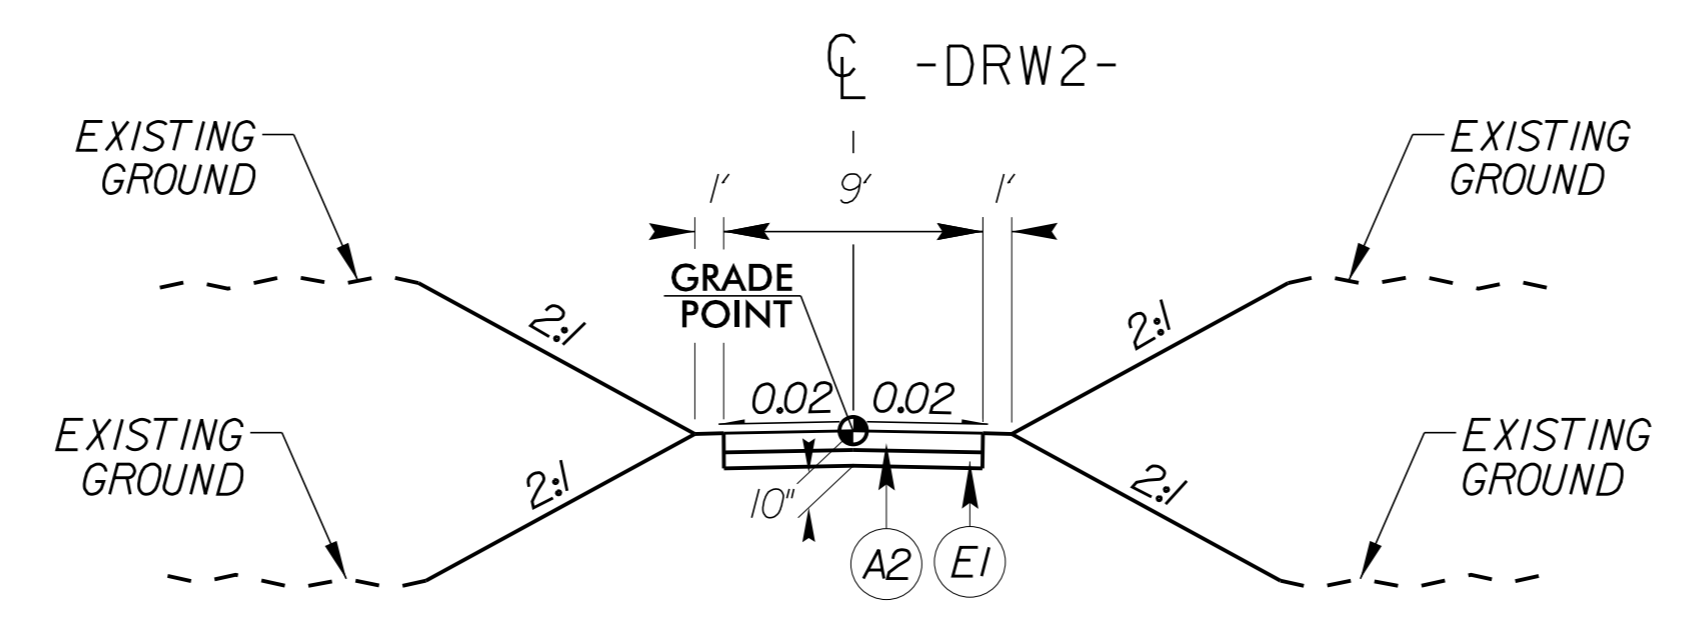 ℄ -DRW2-
EXISTING
GROUND
EXISTING
GROUND
1' 9' 1'
GRADE
POINT
2:1
2:1
0.02 0.02
EXISTING
GROUND
EXISTING
GROUND
2:1
2:1
10"
A2 E1